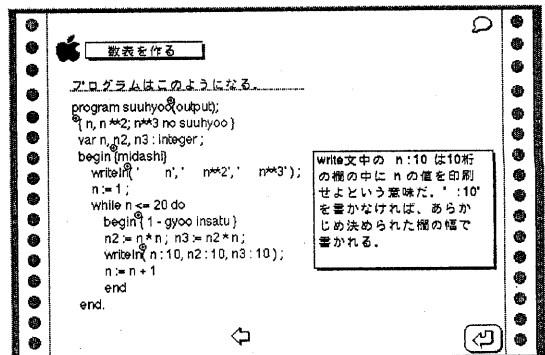 数表を作る
プログラムはこのようになる.
program suuhyoo(output);
{ n, n**2; n**3 no suuhyoo }
var n, n2, n3 : integer ;
begin {midashi}
writeln( '     n', '     n**2', '     n**3' ) ;
n := 1 ;
while n <= 20 do
begin { 1 - gyoo insatu }
n2 := n * n ;  n3 := n2 * n ;
writeln( n : 10, n2 : 10, n3 : 10 ) ;
n := n + 1
end
end.
write文中の n:10 は10桁
の欄の中に n の値を印刷
せよという意味だ。' :10'
を書かなければ、あらか
じめ決められた欄の幅で
書かれる。